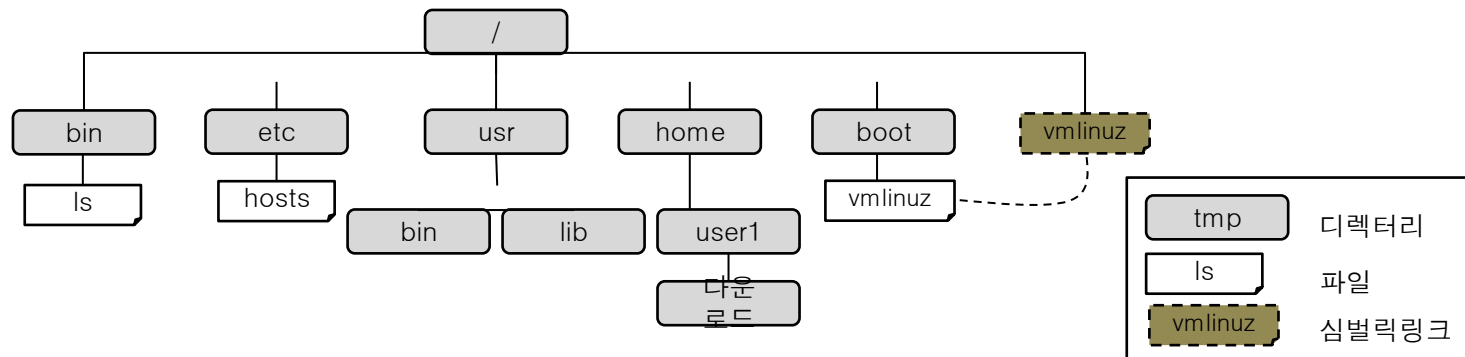 /
bin
etc
usr
home
boot
vmlinuz
ls
hosts
vmlinuz
bin
lib
user1
다운
로드
tmp
디렉터리
ls
파일
vmlinuz
심벌릭링크